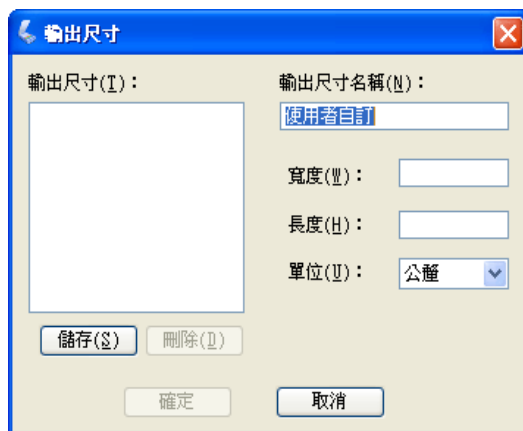 輸出尺寸
輸出尺寸(T)：
輸出尺寸名稱(N)：
使用者自訂
寬度(W)：
長度(H)：
單位(U)：
公釐
儲存(S)
刪除(D)
確定
取消